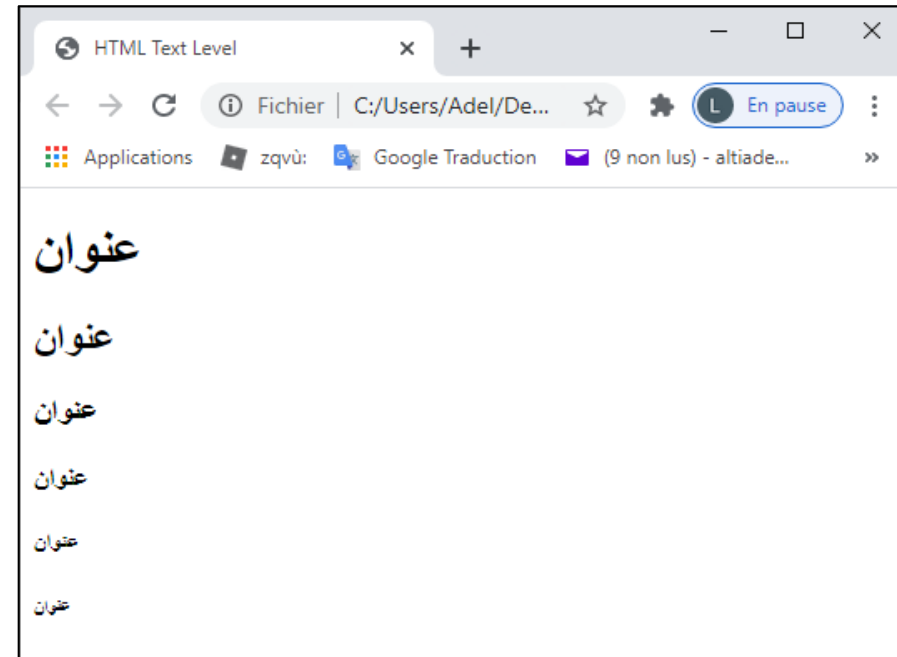 HTML Text Level
Fichier | C:/Users/Adel/De... L En pause
Applications zqvù: Google Traduction (9 non lus) - altiade... »
عنوان
عنوان
عنوان
عنوان
عنوان
عنوان